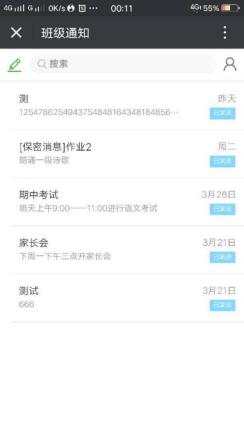 4G 0K/s 00:11 4G 55%
班级通知
搜索
测 昨天
125478625494375484816434818485б…
已发送
[保密消息]作业2 周二
朗诵一段诗歌 已发送
期中考试 3月28日
明天上午9:00——11:00进行语文考试 已发送
家长会 3月21日
下周一下午三点开家长会 已发送
测试 3月21日
666 已发送